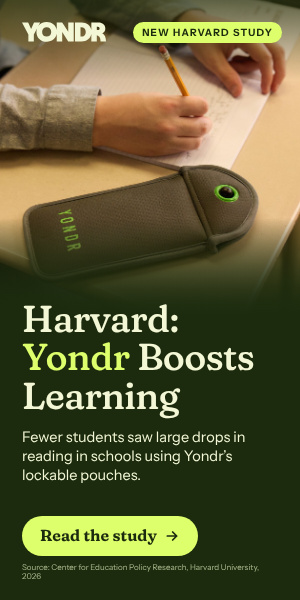 YONDR
NEW HARVARD STUDY
YONDR
Harvard:
Yondr Boosts
Learning
Fewer students saw large drops in
reading in schools using Yondr's
lockable pouches.
Read the study →
Source: Center for Education Policy Research, Harvard University,
2026